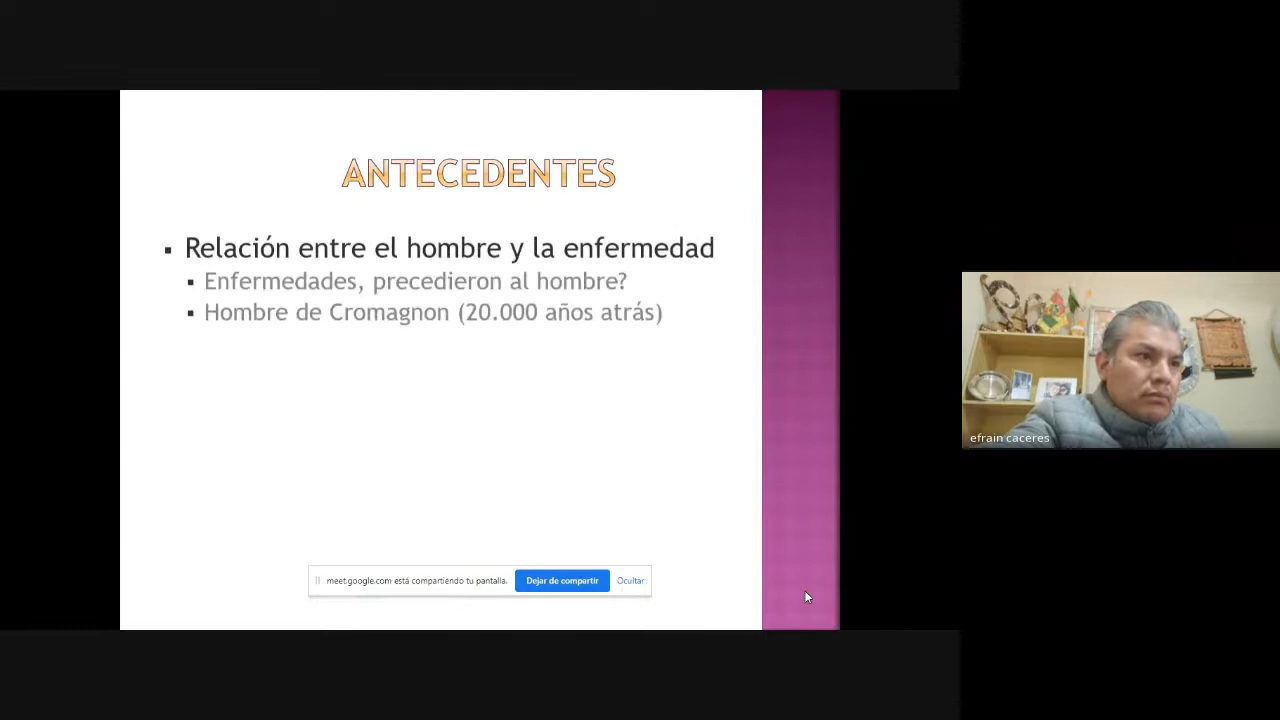 ANTECEDENTES
Relación entre el hombre y la enfermedad
Enfermedades, precedieron al hombre?
Hombre de Cromagnon (20.000 años atrás)
efrain caceres
meet.google.com está compartiendo tu pantalla. Dejar de compartir Ocultar